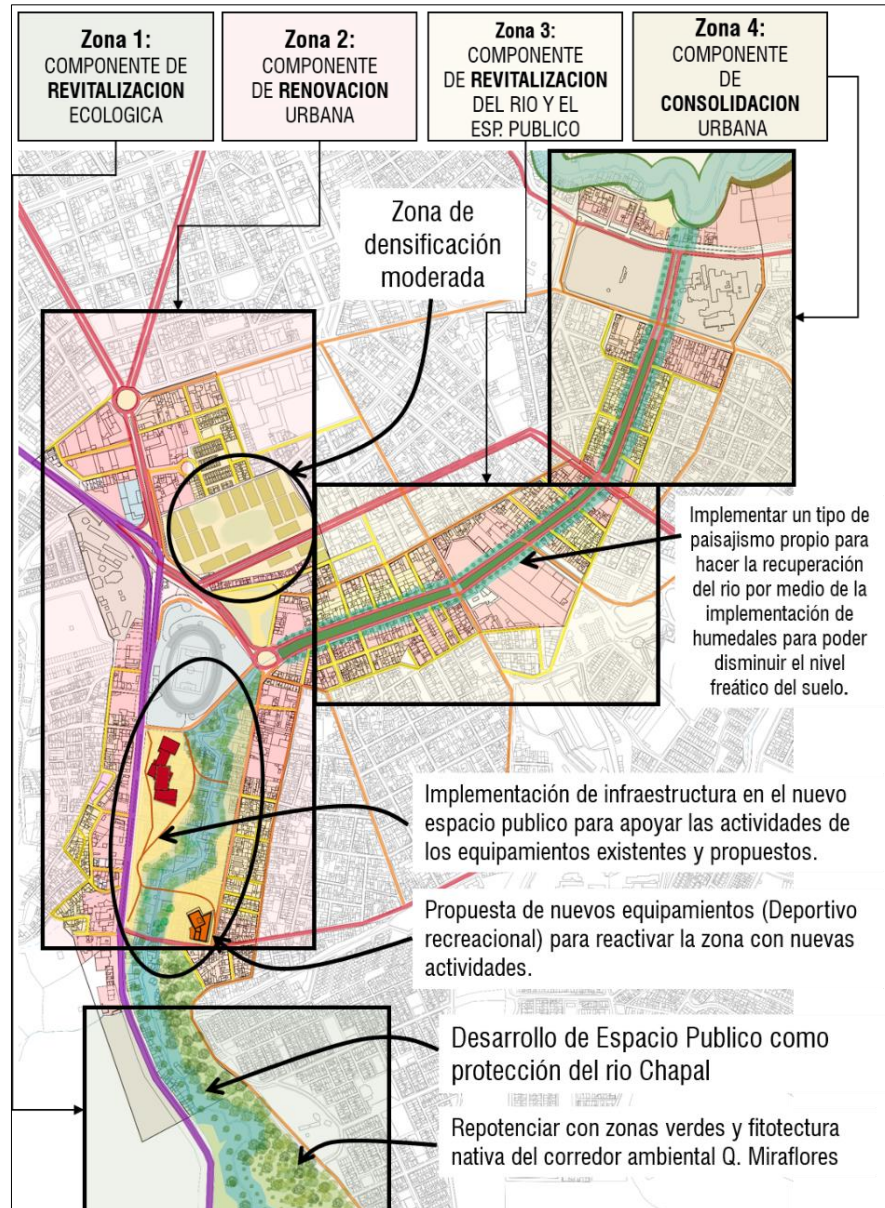 Zona 1:
COMPONENTE DE
REVITALIZACION
ECOLOGICA
Zona 2:
COMPONENTE
DE RENOVACION
URBANA
Zona 3:
COMPONENTE
DE REVITALIZACION
DEL RIO Y EL
ESP. PUBLICO
Zona 4:
COMPONENTE
DE
CONSOLIDACION
URBANA
Zona de
densificación
moderada
Implementar un tipo de
paisajismo propio para
hacer la recuperación
del rio por medio de la
implementación de
humedales para poder
disminuir el nivel
freático del suelo.
Implementación de infraestructura en el nuevo
espacio publico para apoyar las actividades de
los equipamientos existentes y propuestos.
Propuesta de nuevos equipamientos (Deportivo
recreacional) para reactivar la zona con nuevas
actividades.
Desarrollo de Espacio Publico como
protección del rio Chapal
Repotenciar con zonas verdes y fitotectura
nativa del corredor ambiental Q. Miraflores